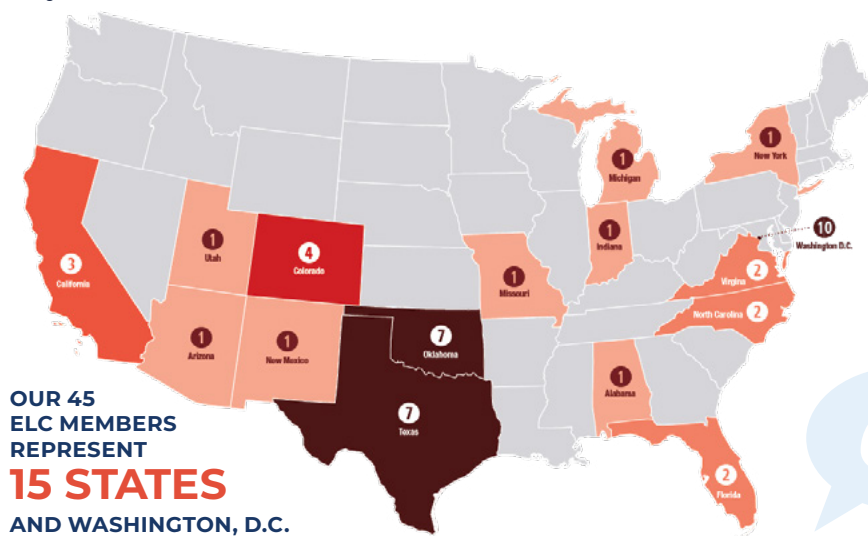 1
New York
1
Michigan
10
Washington D.C.
1
Indiana
1
Utah
4
Colorado
3
California
1
Missouri
2
Virgina
2
North Carolina
1
Arizona
1
New Mexico
7
Oklahoma
1
Alabama
7
Texas
2
Florida
OUR 45
ELC MEMBERS
REPRESENT
15 STATES
AND WASHINGTON, D.C.